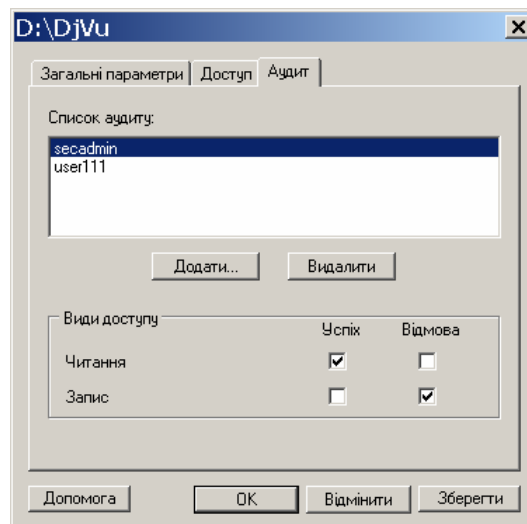 D:\DjVu
Загальні параметри Доступ Аудит
Список аудиту:
secadmin
user111
Додати... Видалити
Види доступу
Успіх Відмова
Читання
Запис
Допомога OK Відмінити Зберегти